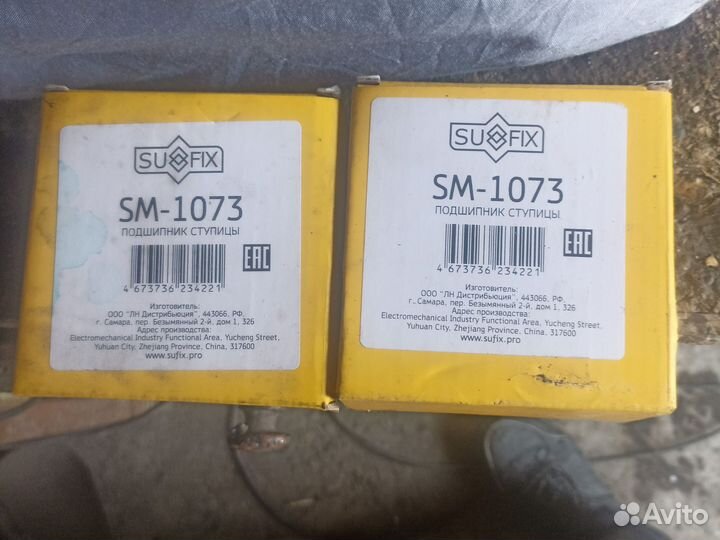 SUFIX
SM-1073
ПОДШИПНИК СТУПИЦЫ
EAC
4 673736 234221
Изготовитель:
ООО "ЛН Дистрибьюция", 443066, РФ,
г. Самара, пер. Безымянный 2-й, дом 1, 326
Адрес производства:
Electromechanical Industry Functional Area, Yucheng Street,
Yuhuan City, Zhejiang Province, China, 317600
www.sufix.pro
SUFIX
SM-1073
ПОДШИПНИК СТУПИЦЫ
EAC
4 673736 234221
Изготовитель:
ООО "ЛН Дистрибьюция", 443066, РФ,
г. Самара, пер. Безымянный 2-й, дом 1, 326
Адрес производства:
Electromechanical Industry Functional Area, Yucheng Street,
Yuhuan City, Zhejiang Province, China, 317600
www.sufix.pro
Avito